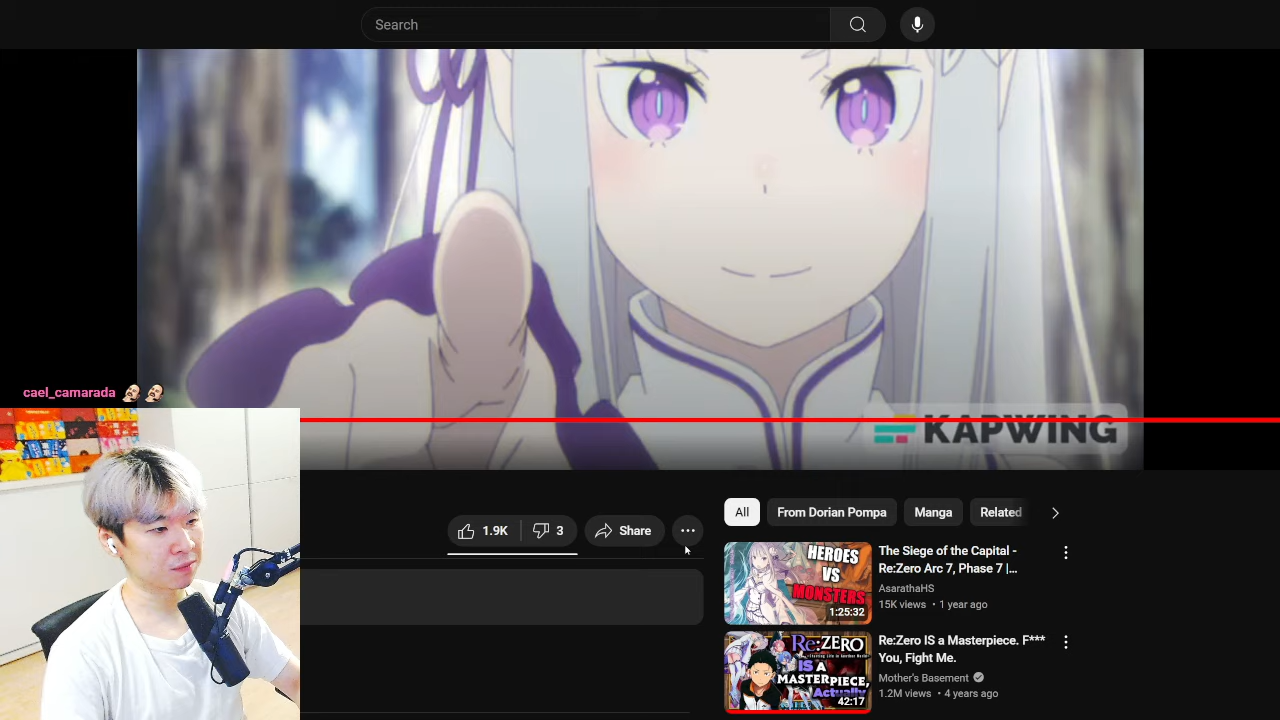 Search
KAPWING
cael_camarada
1.9K
3
Share
All
From Dorian Pompa
Manga
Related
HEROES
VS
MONSTERS
1:25:32
The Siege of the Capital -
Re:Zero Arc 7, Phase 7 |...
AsarathaHS
15K views • 1 year ago
Re:ZERO
IS A
MASTERPIECE,
Actually
42:17
Re:Zero IS a Masterpiece. F***
You, Fight Me.
Mother's Basement
1.2M views • 4 years ago